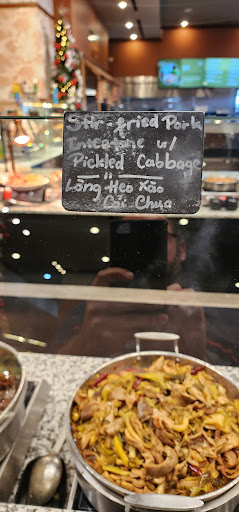 Stir-fried Pork
Intestine w/
Pickled Cabbage
Lòng Heo Xào
Cải Chua